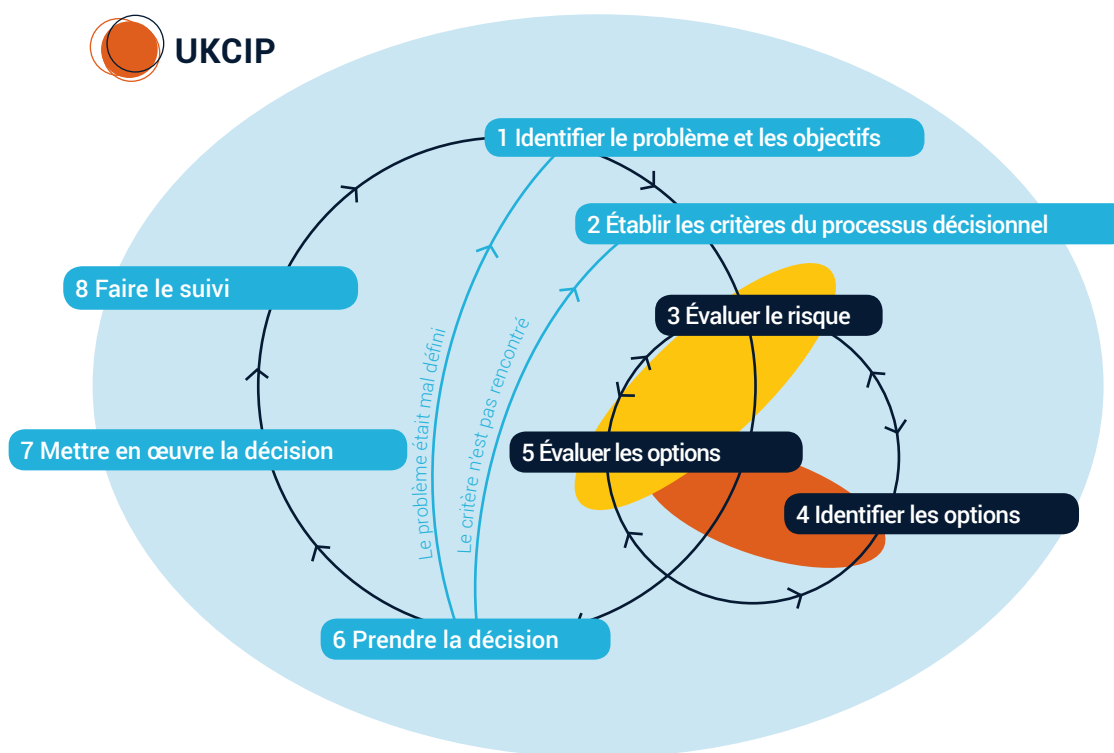 UKCIP
1 Identifier le problème et les objectifs
2 Établir les critères du processus décisionnel
8 Faire le suivi
3 Évaluer le risque
Le problème était mal défini
Le critère n'est pas rencontré
7 Mettre en œuvre la décision
5 Évaluer les options
4 Identifier les options
6 Prendre la décision